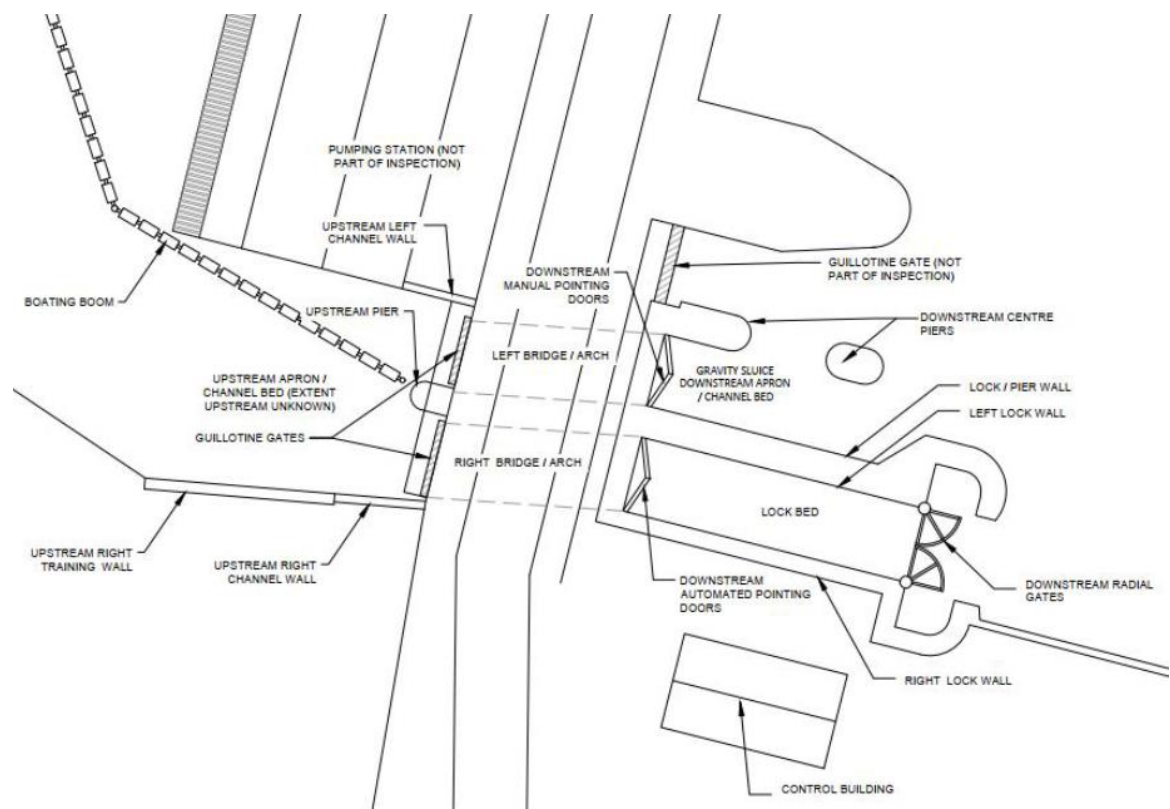 PUMPING STATION (NOT
PART OF INSPECTION)
UPSTREAM LEFT
CHANNEL WALL
DOWNSTREAM
MANUAL POINTING
DOORS
GUILLOTINE GATE (NOT
PART OF INSPECTION)
BOATING BOOM
UPSTREAM PIER
DOWNSTREAM CENTRE
PIERS
LEFT BRIDGE / ARCH
UPSTREAM APRON /
CHANNEL BED (EXTENT
UPSTREAM UNKNOWN)
GRAVITY SLUICE
DOWNSTREAM APRON
/ CHANNEL BED
LOCK / PIER WALL
LEFT LOCK WALL
GUILLOTINE GATES
RIGHT BRIDGE / ARCH
LOCK BED
UPSTREAM RIGHT
TRAINING WALL
UPSTREAM RIGHT
CHANNEL WALL
DOWNSTREAM
AUTOMATED POINTING
DOORS
DOWNSTREAM RADIAL
GATES
RIGHT LOCK WALL
CONTROL BUILDING